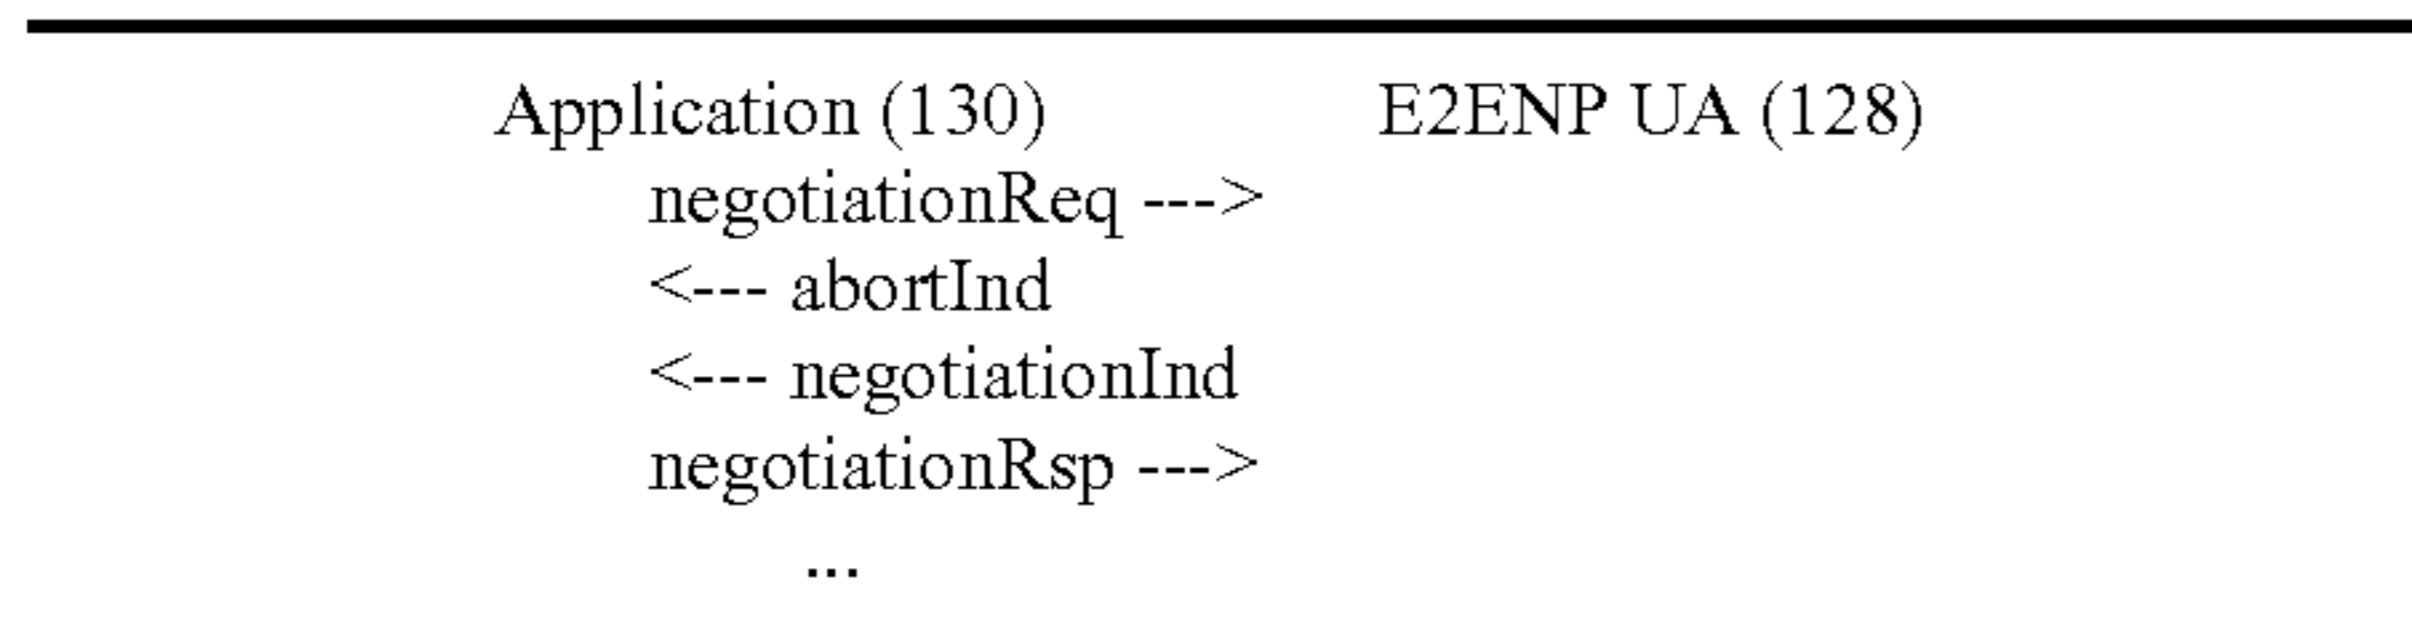 Application (130) E2ENP UA (128)
negotiationReq --->
<--- abortInd
<--- negotiationInd
negotiationRsp --->
...